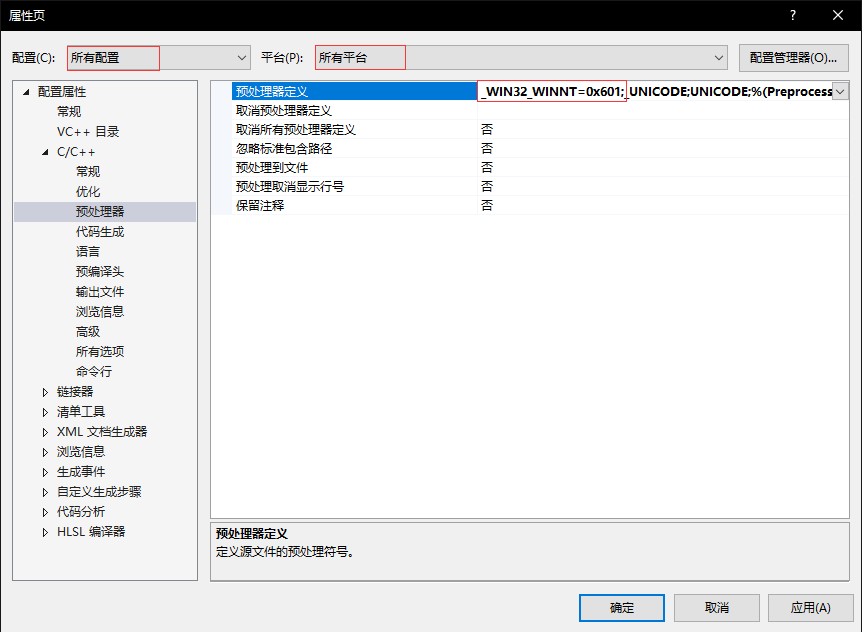 属性页 ?
配置(C): 所有配置 平台(P): 所有平台 配置管理器(O)...
配置属性
常规
VC++ 目录
C/C++
常规
优化
预处理器
代码生成
语言
预编译头
输出文件
浏览信息
高级
所有选项
命令行
链接器
清单工具
XML 文档生成器
浏览信息
生成事件
自定义生成步骤
代码分析
HLSL 编译器
预处理器定义 _WIN32_WINNT=0x601;_UNICODE;UNICODE;%(Preprocess
取消预处理器定义
取消所有预处理器定义 否
忽略标准包含路径 否
预处理到文件 否
预处理取消显示行号 否
保留注释 否
预处理器定义
定义源文件的预处理符号。
确定 取消 应用(A)